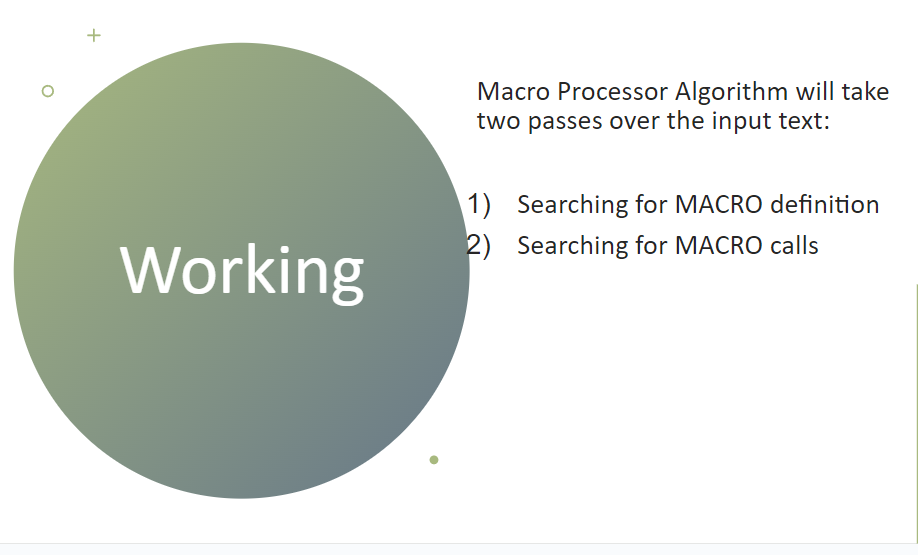 Working
Macro Processor Algorithm will take
two passes over the input text:
1) Searching for MACRO definition
2) Searching for MACRO calls